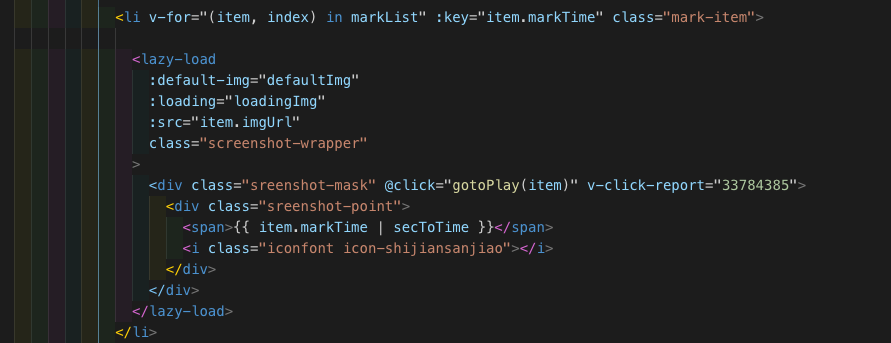 <li v-for="(item, index) in markList" :key="item.markTime" class="mark-item">
<lazy-load
:default-img="defaultImg"
:loading="loadingImg"
:src="item.imgUrl"
class="screenshot-wrapper"
>
<div class="sreenshot-mask" @click="gotoPlay(item)" v-click-report="33784385">
<div class="sreenshot-point">
<span>{{ item.markTime | secToTime }}</span>
<i class="iconfont icon-shijiansanjiao"></i>
</div>
</div>
</lazy-load>
</li>